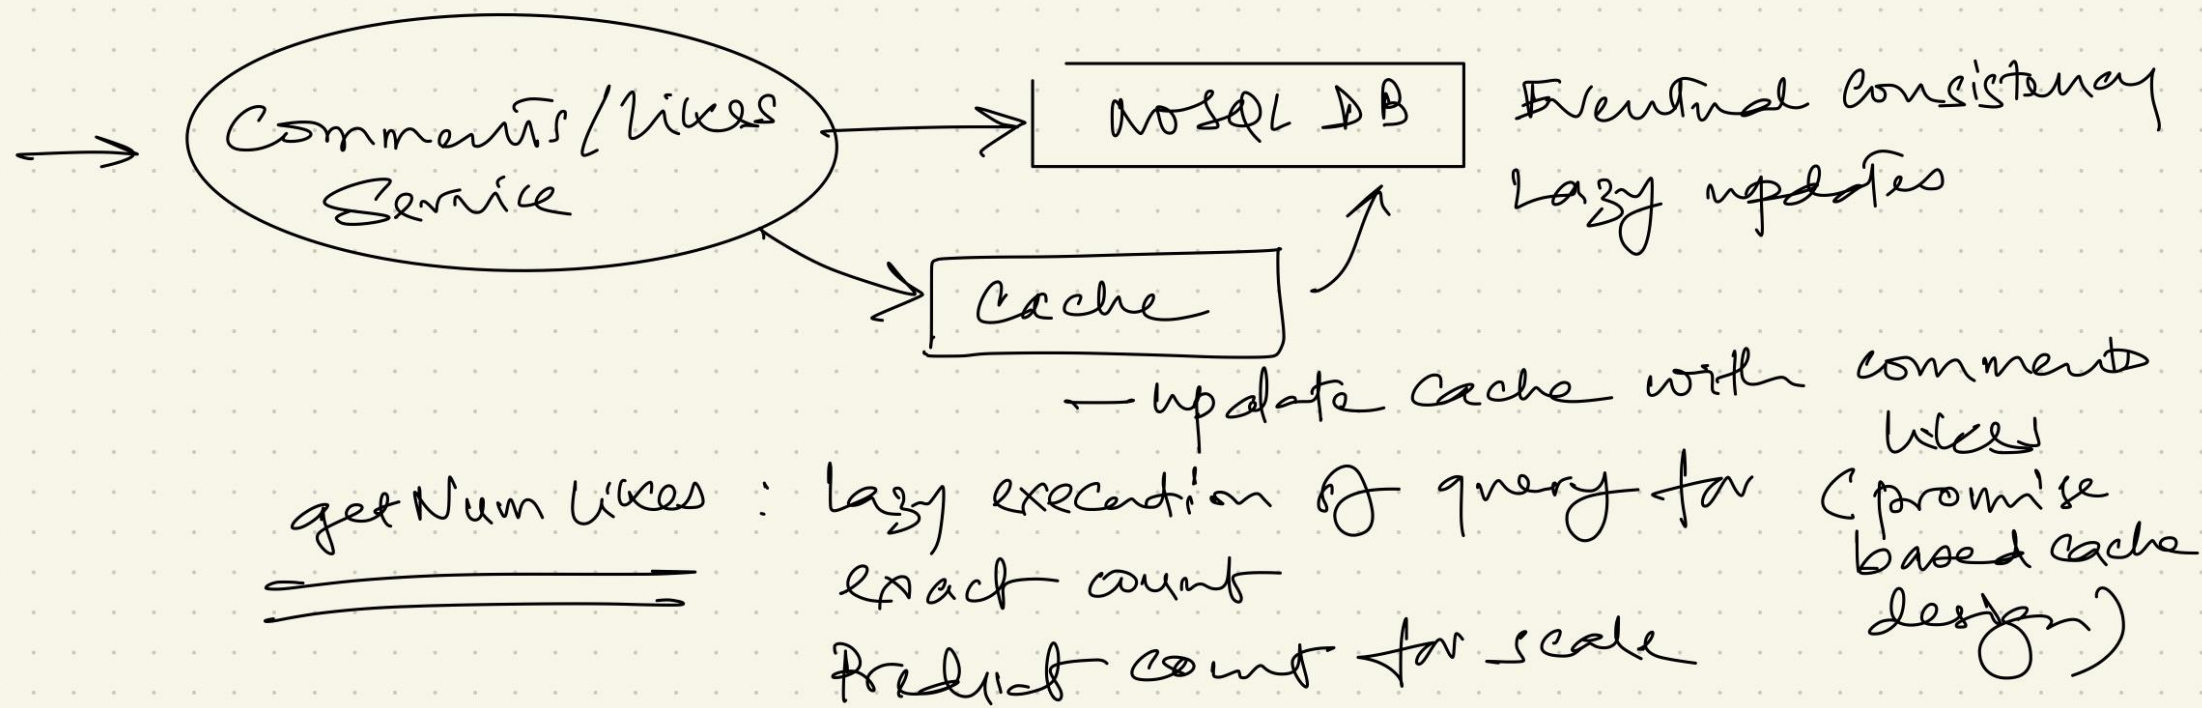 Comments/Likes
Service
NoSQL DB
Eventual Consistency
Lazy updates
Cache
— update cache with comments
likes
(promise
based cache
design)
getNumLikes : Lazy execution of query for
exact count
Predict count for scale